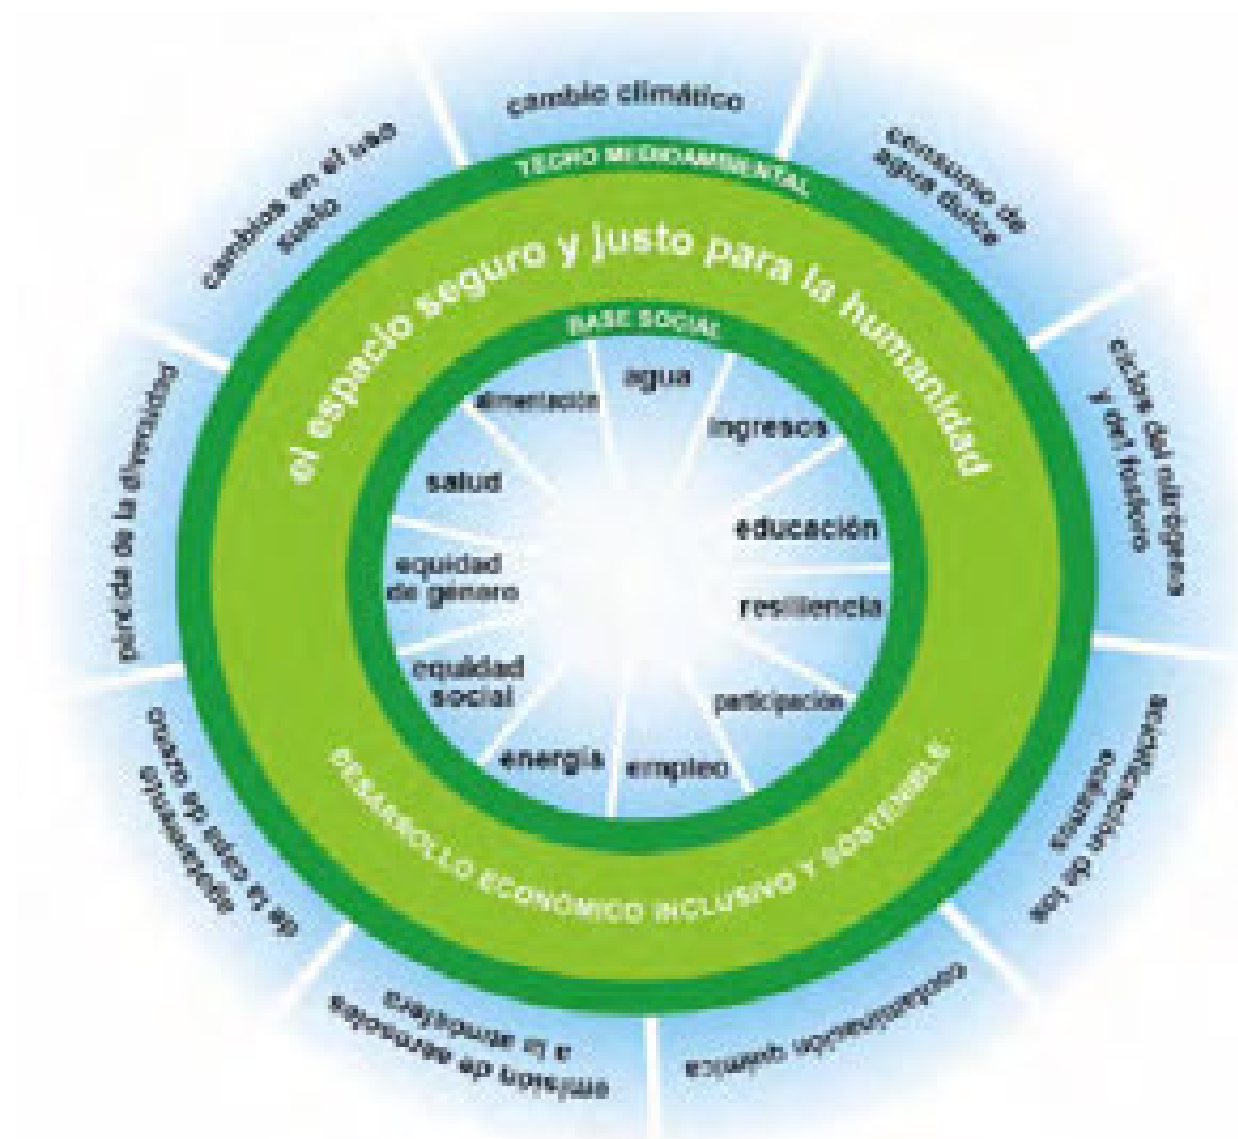 cambio climático
consumo de
agua dulce
ciclos del nitrógeno
y del fósforo
acidificación de los
océanos
contaminación química
emisión de aerosoles
a la atmósfera
agotamiento
de la capa de ozono
pérdida de la diversidad
cambios en el uso
suelo
TECHO MEDIOAMBIENTAL
el espacio seguro y justo para la humanidad
BASE SOCIAL
agua
ingresos
educación
resiliencia
participación
empleo
energía
equidad
social
equidad
de género
salud
alimentación
DESARROLLO ECONÓMICO INCLUSIVO Y SOSTENIBLE